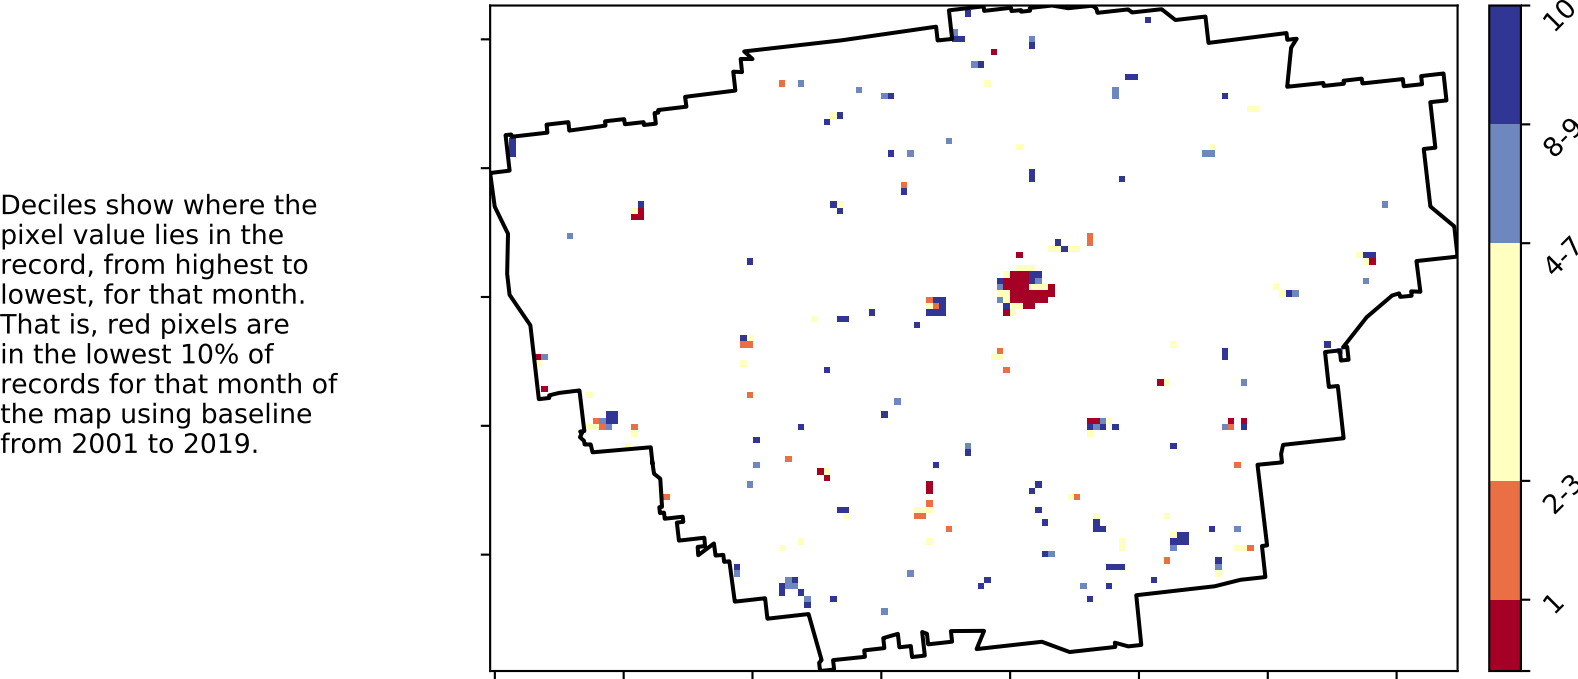 Deciles show where the
pixel value lies in the
record, from highest to
lowest, for that month.
That is, red pixels are
in the lowest 10% of
records for that month of
the map using baseline
from 2001 to 2019.
10
8-9
4-7
2-3
1